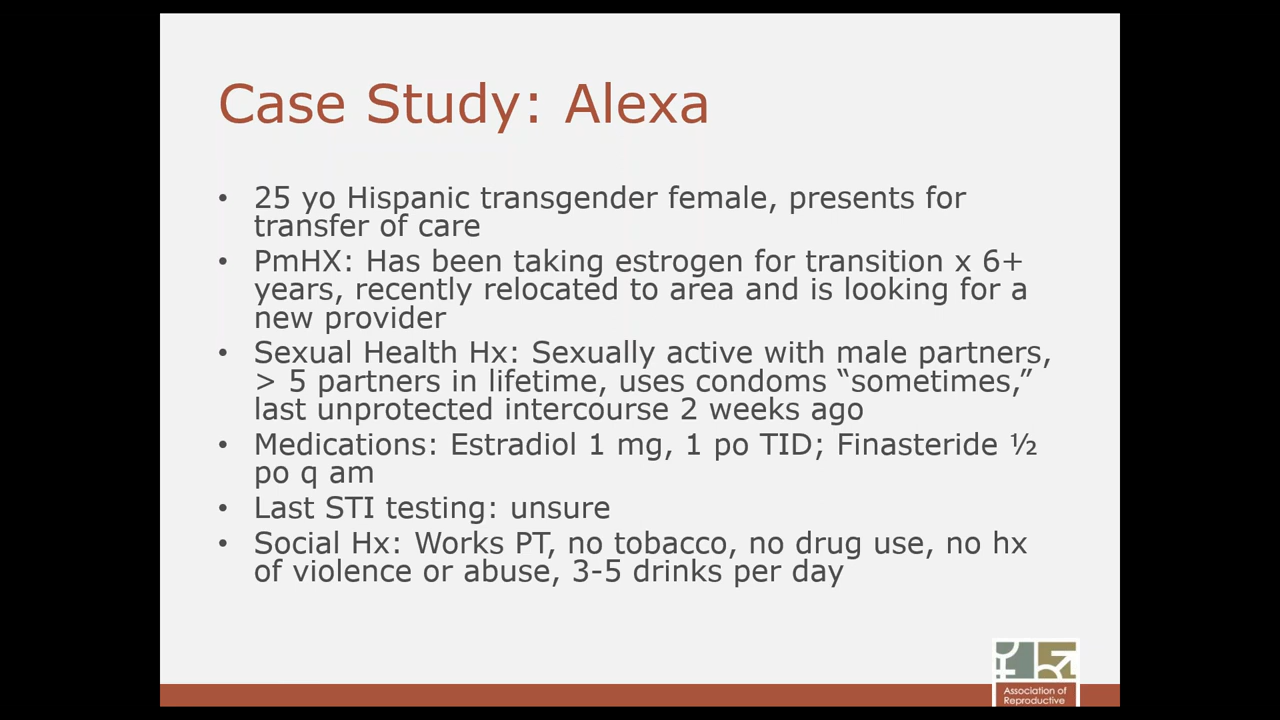 Case Study: Alexa
• 25 yo Hispanic transgender female, presents for
transfer of care
• PmHX: Has been taking estrogen for transition x 6+
years, recently relocated to area and is looking for a
new provider
• Sexual Health Hx: Sexually active with male partners,
> 5 partners in lifetime, uses condoms “sometimes,”
last unprotected intercourse 2 weeks ago
• Medications: Estradiol 1 mg, 1 po TID; Finasteride ½
po q am
• Last STI testing: unsure
• Social Hx: Works PT, no tobacco, no drug use, no hx
of violence or abuse, 3-5 drinks per day
Association of
Reproductive